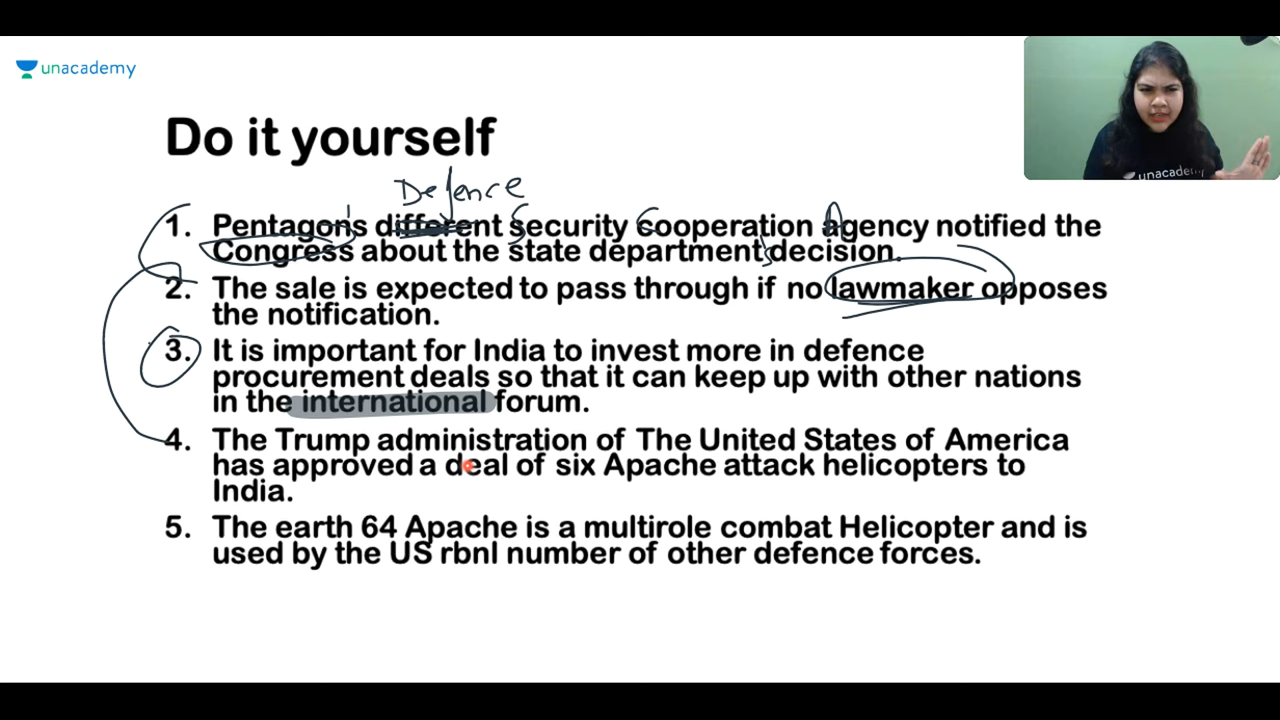 unacademy
Do it yourself
Defence
1. Pentagon's different security cooperation agency notified the
S C A
Congress about the state department's decision.
2. The sale is expected to pass through if no lawmaker opposes
the notification.
3. It is important for India to invest more in defence
procurement deals so that it can keep up with other nations
in the international forum.
4. The Trump administration of The United States of America
has approved a deal of six Apache attack helicopters to
India.
5. The earth 64 Apache is a multirole combat Helicopter and is
used by the US rbnl number of other defence forces.
unacademy